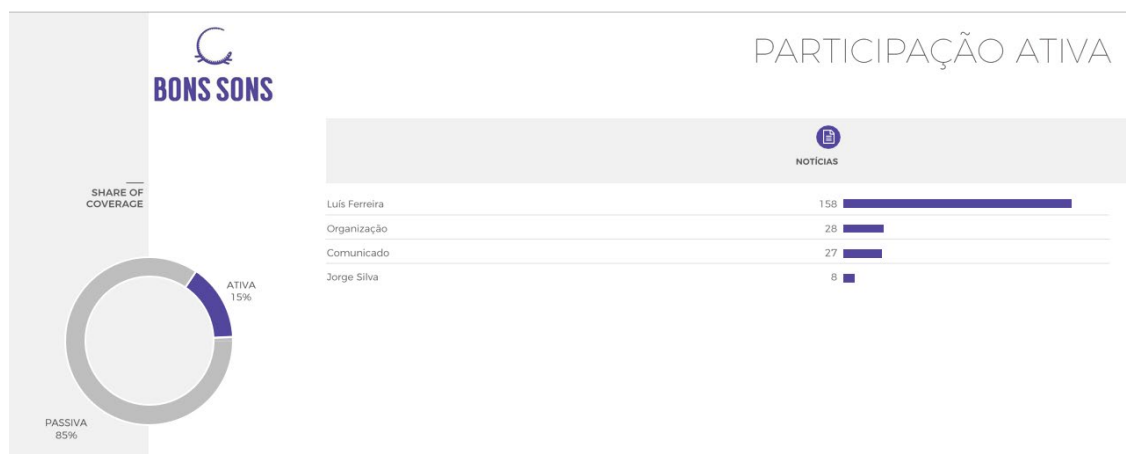 BONS SONS
PARTICIPAÇÃO ATIVA
NOTÍCIAS
SHARE OF
COVERAGE
Luís Ferreira 158
Organização 28
Comunicado 27
Jorge Silva 8
ATIVA
15%
PASSIVA
85%